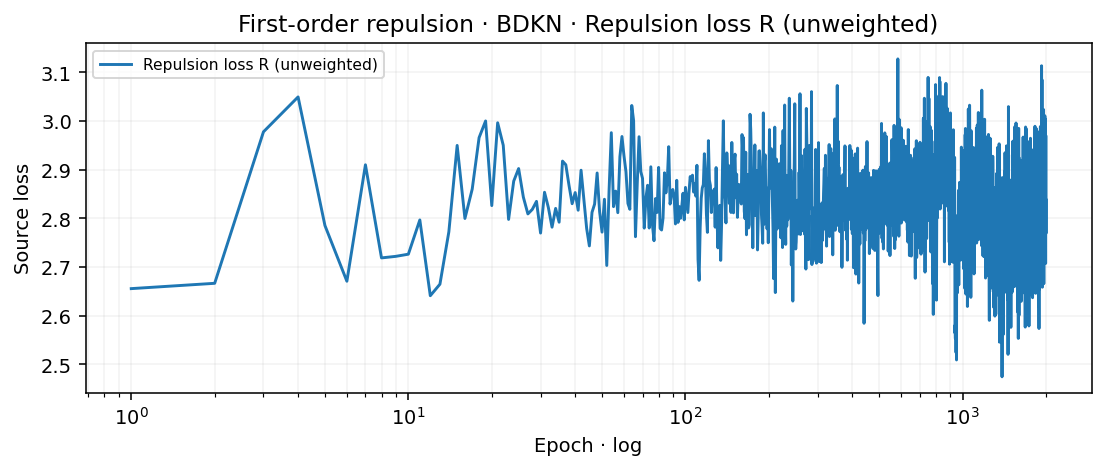 First-order repulsion · BDKN · Repulsion loss R (unweighted)
Repulsion loss R (unweighted)
Source loss
3.1
3.0
2.9
2.8
2.7
2.6
2.5
10⁰
10¹
10²
10³
Epoch · log